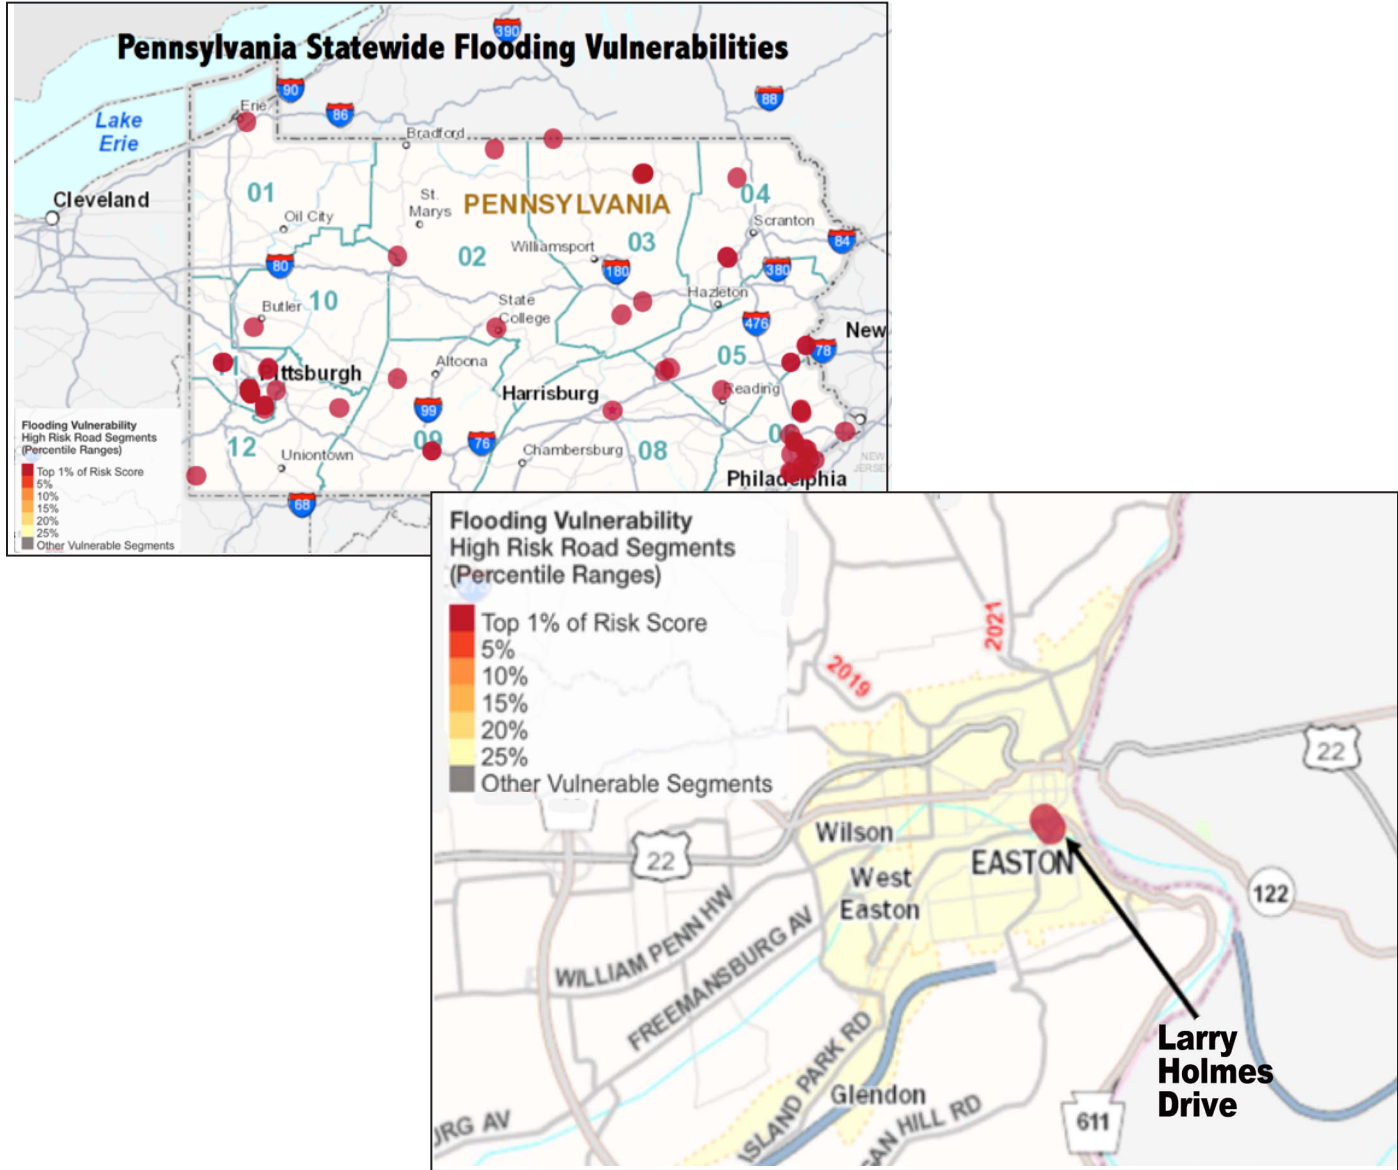 Pennsylvania Statewide Flooding Vulnerabilities
390
90
88
86
Lake
Erie
Erie
Bradford
Cleveland
01
Oil City
St.
Marys
PENNSYLVANIA
04
Scranton
02
Williamsport
03
84
80
180
380
Hazleton
10
Butler
State
College
476
New
78
05
Altoona
Pittsburgh
Harrisburg
Reading
99
09
76
12
Uniontown
Chambersburg
08
NEW
JERSEY
Philadelphia
68
Flooding Vulnerability
High Risk Road Segments
(Percentile Ranges)
Top 1% of Risk Score
5%
10%
15%
20%
25%
Other Vulnerable Segments
Flooding Vulnerability
High Risk Road Segments
(Percentile Ranges)
Top 1% of Risk Score
5%
10%
15%
20%
25%
Other Vulnerable Segments
2021
2019
22
Wilson
22
EASTON
West
Easton
122
WILLIAM PENN HW
FREEMANSBURG AV
Larry
Holmes
Drive
ISLAND PARK RD
Glendon
611
URG AV
GAN HILL RD